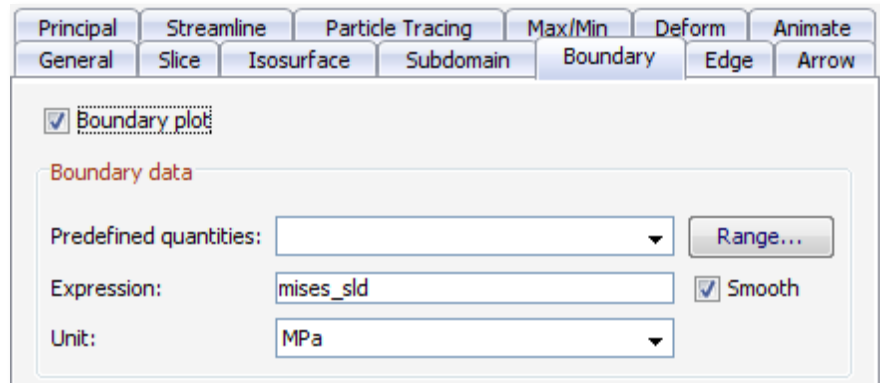 Principal Streamline Particle Tracing Max/Min Deform Animate
General Slice Isosurface Subdomain Boundary Edge Arrow
Boundary plot
Boundary data
Predefined quantities: Range...
Expression: mises_sld Smooth
Unit: MPa